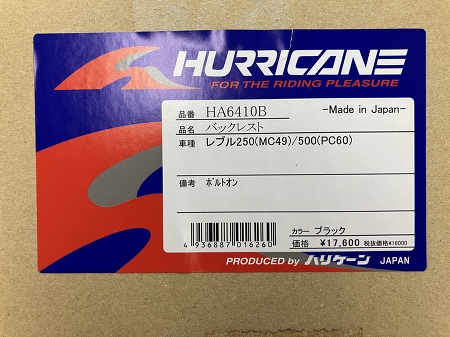 HURRICANE
FOR THE RIDING PLEASURE
品番 HA6410B -Made in Japan-
品名 バックレスト
車種 レブル250(MC49)/500(PC60)
備考 ボルトオン
4 936887 016260
カラー ブラック
価格 ¥17,600 税抜価格¥16000
PRODUCED by ハリケーン JAPAN